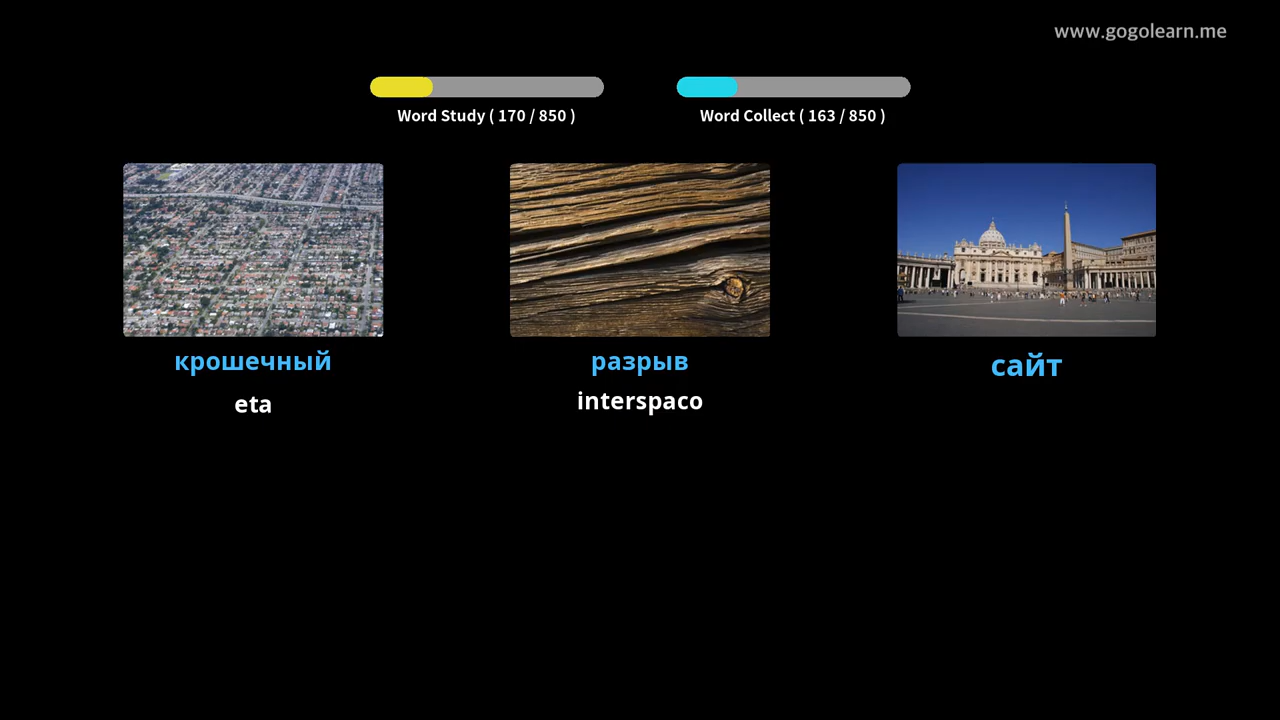 www.gogolearn.me
Word Study ( 170 / 850 )
Word Collect ( 163 / 850 )
крошечный
eta
разрыв
interspaco
сайт